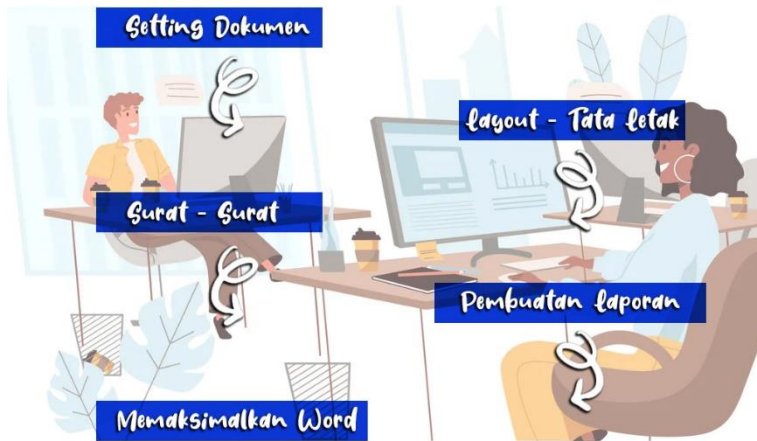 Setting Dokumen
Surat - Surat
Memaksimalkan Word
Layout - Tata Letak
Pembuatan Laporan